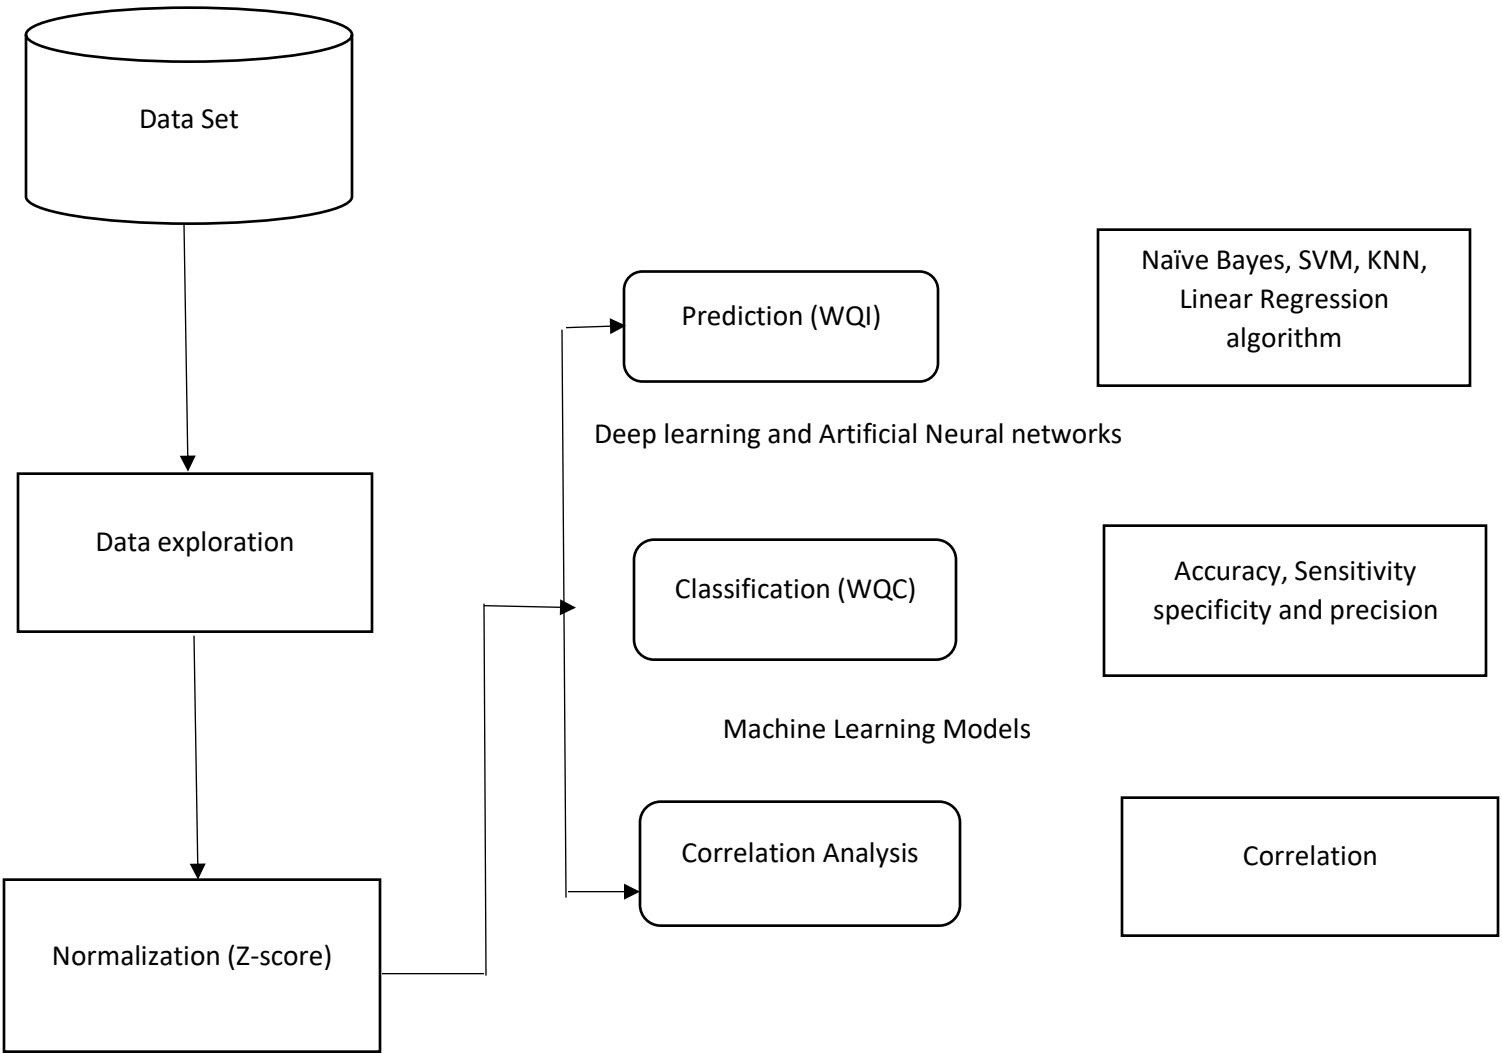 Data Set
Data exploration
Normalization (Z-score)
Prediction (WQI)
Deep learning and Artificial Neural networks
Classification (WQC)
Machine Learning Models
Correlation Analysis
Naïve Bayes, SVM, KNN,
Linear Regression
algorithm
Accuracy, Sensitivity
specificity and precision
Correlation